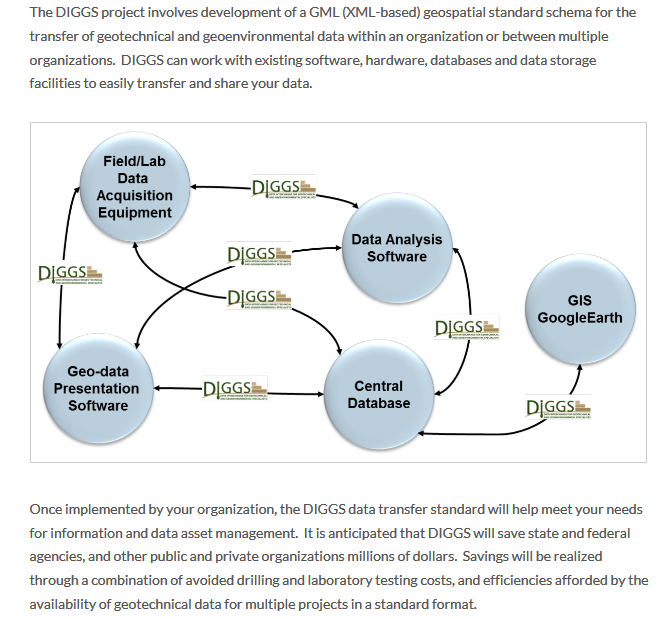 The DIGGS project involves development of a GML (XML-based) geospatial standard schema for the
transfer of geotechnical and geoenvironmental data within an organization or between multiple
organizations. DIGGS can work with existing software, hardware, databases and data storage
facilities to easily transfer and share your data.
Field/Lab
Data
Acquisition
Equipment
DIGGS
Data Analysis
Software
DIGGS
DIGGS
DIGGS
GIS
GoogleEarth
DIGGS
Geo-data
Presentation
Software
DIGGS
Central
Database
DIGGS
Once implemented by your organization, the DIGGS data transfer standard will help meet your needs
for information and data asset management. It is anticipated that DIGGS will save state and federal
agencies, and other public and private organizations millions of dollars. Savings will be realized
through a combination of avoided drilling and laboratory testing costs, and efficiencies afforded by the
availability of geotechnical data for multiple projects in a standard format.